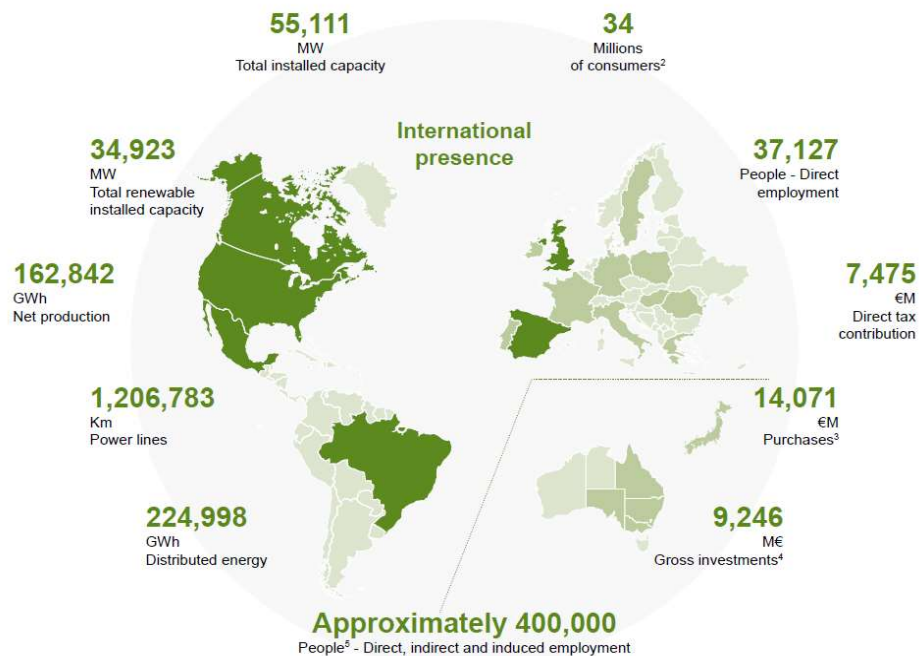 55,111
MW
Total installed capacity
34
Millions
of consumers²
International
presence
34,923
MW
Total renewable
installed capacity
37,127
People - Direct
employment
162,842
GWh
Net production
7,475
€M
Direct tax
contribution
1,206,783
Km
Power lines
14,071
€M
Purchases³
224,998
GWh
Distributed energy
9,246
M€
Gross investments⁴
Approximately 400,000
People⁵ - Direct, indirect and induced employment